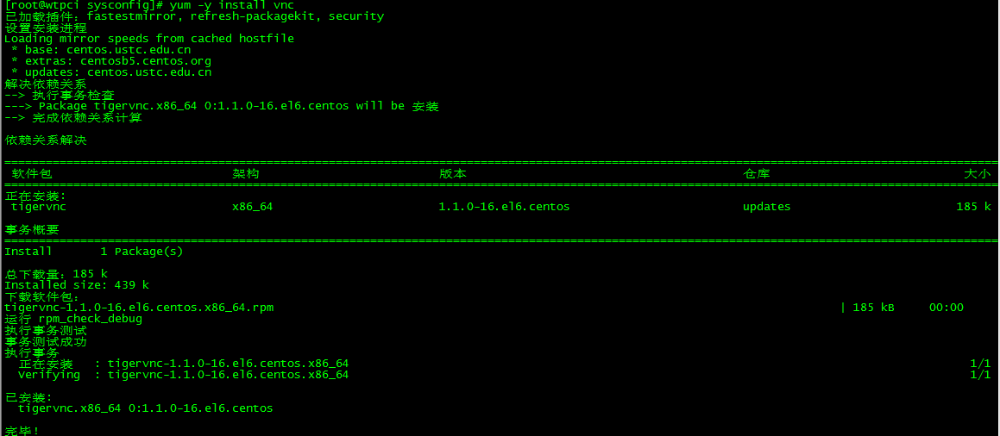 [root@wtpci sysconfig]# yum -y install vnc
已加载插件：fastestmirror, refresh-packagekit, security
设置安装进程
Loading mirror speeds from cached hostfile
 * base: centos.ustc.edu.cn
 * extras: centosb5.centos.org
 * updates: centos.ustc.edu.cn
解决依赖关系
--> 执行事务检查
---> Package tigervnc.x86_64 0:1.1.0-16.el6.centos will be 安装
--> 完成依赖关系计算
依赖关系解决
软件包 架构 版本 仓库 大小
正在安装:
tigervnc x86_64 1.1.0-16.el6.centos updates 185 k
事务概要
Install 1 Package(s)
总下载量：185 k
Installed size: 439 k
下载软件包：
tigervnc-1.1.0-16.el6.centos.x86_64.rpm | 185 kB 00:00
运行 rpm_check_debug
执行事务测试
事务测试成功
执行事务
正在安装 : tigervnc-1.1.0-16.el6.centos.x86_64 1/1
Verifying : tigervnc-1.1.0-16.el6.centos.x86_64 1/1
已安装:
tigervnc.x86_64 0:1.1.0-16.el6.centos
完毕！